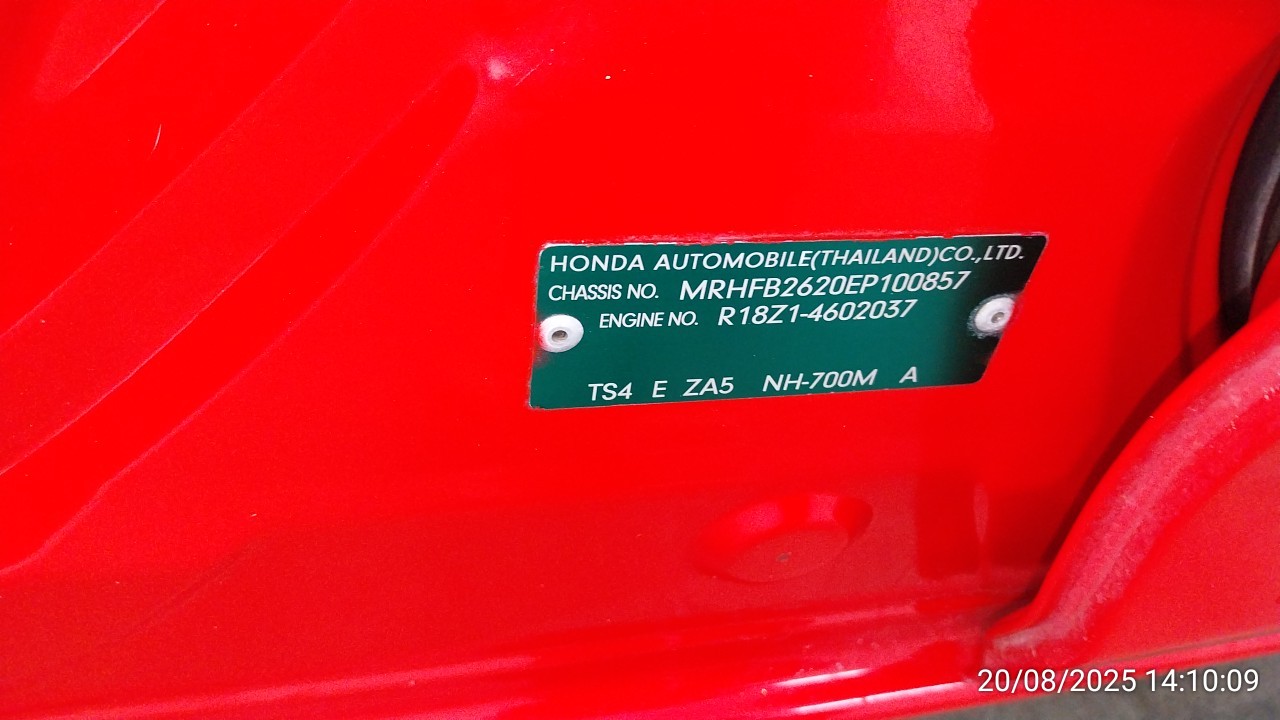 HONDA AUTOMOBILE(THAILAND)CO.,LTD.
CHASSIS NO. MRHFB2620EP100857
ENGINE NO. R18Z1-4602037
TS4 E ZA5 NH-700M A
20/08/2025 14:10:09